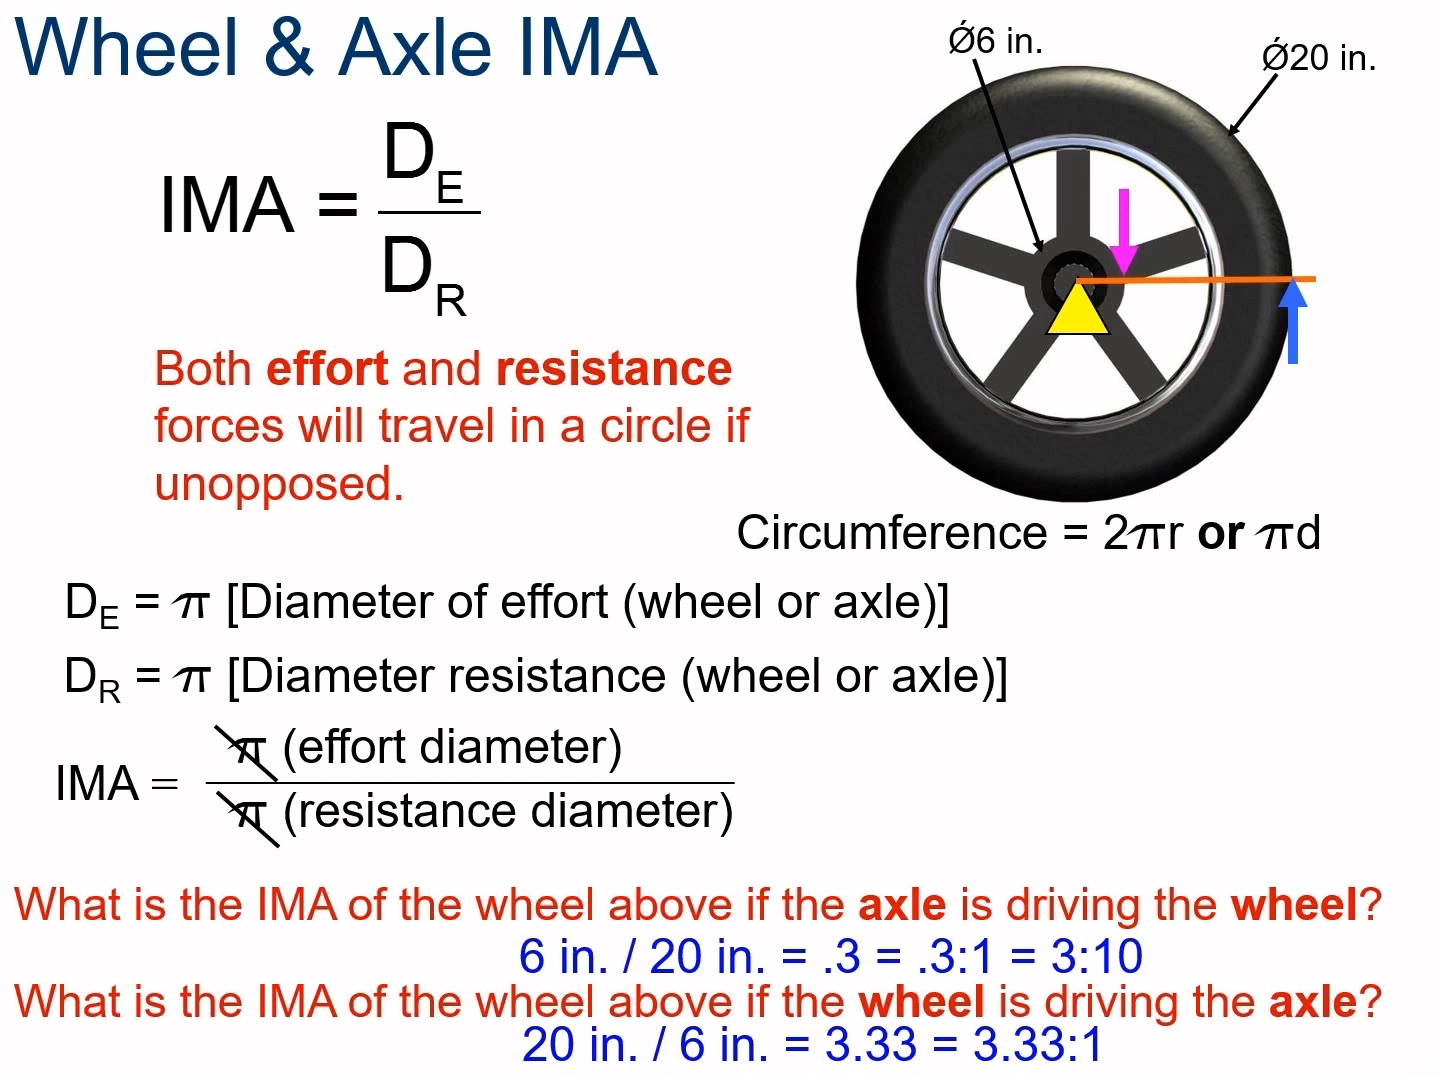 Wheel & Axle IMA
Ǿ6 in.
Ǿ20 in.
IMA = D_E / D_R
Both effort and resistance
forces will travel in a circle if
unopposed.
Circumference = 2πr or πd
D_E = π [Diameter of effort (wheel or axle)]
D_R = π [Diameter resistance (wheel or axle)]
IMA = π (effort diameter) / π (resistance diameter)
What is the IMA of the wheel above if the axle is driving the wheel?
6 in. / 20 in. = .3 = .3:1 = 3:10
What is the IMA of the wheel above if the wheel is driving the axle?
20 in. / 6 in. = 3.33 = 3.33:1